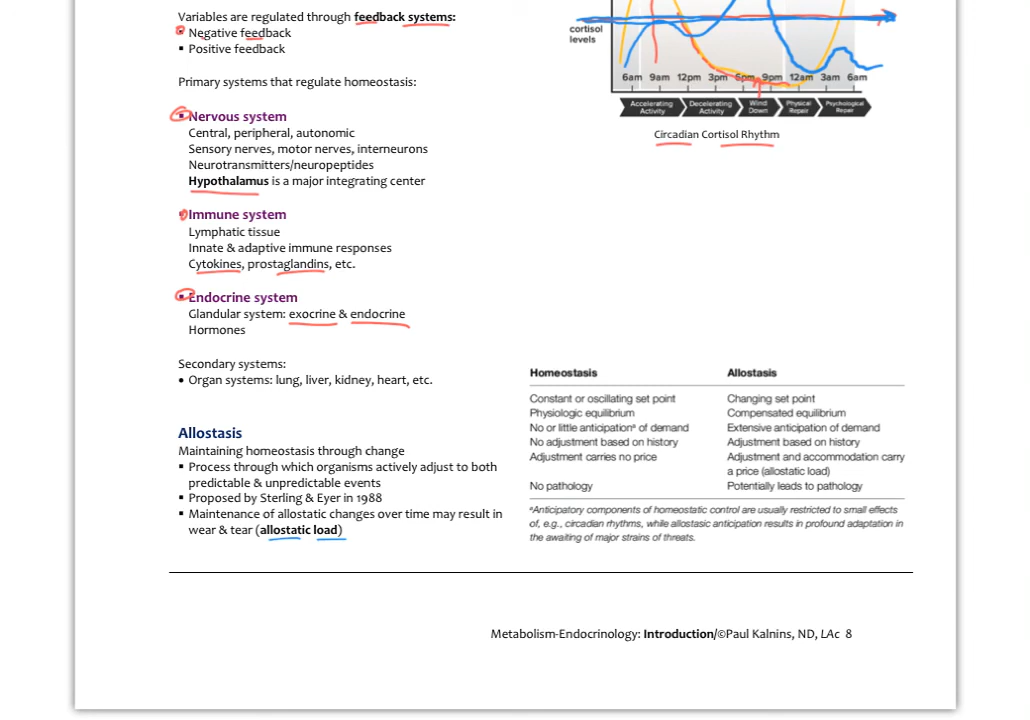 Variables are regulated through feedback systems:
▪ Negative feedback
▪ Positive feedback
Primary systems that regulate homeostasis:
▪ Nervous system
Central, peripheral, autonomic
Sensory nerves, motor nerves, interneurons
Neurotransmitters/neuropeptides
Hypothalamus is a major integrating center
▪ Immune system
Lymphatic tissue
Innate & adaptive immune responses
Cytokines, prostaglandins, etc.
▪ Endocrine system
Glandular system: exocrine & endocrine
Hormones
Secondary systems:
• Organ systems: lung, liver, kidney, heart, etc.
Allostasis
Maintaining homeostasis through change
▪ Process through which organisms actively adjust to both
predictable & unpredictable events
▪ Proposed by Sterling & Eyer in 1988
▪ Maintenance of allostatic changes over time may result in
wear & tear (allostatic load)
cortisol
levels
6am 9am 12pm 3pm 6pm 9pm 12am 3am 6am
Accelerating Activity Decelerating Activity Wind Down Physical Repair Psychological Repair
Circadian Cortisol Rhythm
Homeostasis Allostasis
Constant or oscillating set point Changing set point
Physiologic equilibrium Compensated equilibrium
No or little anticipationᵃ of demand Extensive anticipation of demand
No adjustment based on history Adjustment based on history
Adjustment carries no price Adjustment and accommodation carry
a price (allostatic load)
No pathology Potentially leads to pathology
ᵃAnticipatory components of homeostatic control are usually restricted to small effects
of, e.g., circadian rhythms, while allostasic anticipation results in profound adaptation in
the awaiting of major strains of threats.
Metabolism-Endocrinology: Introduction/©Paul Kalnins, ND, LAc 8